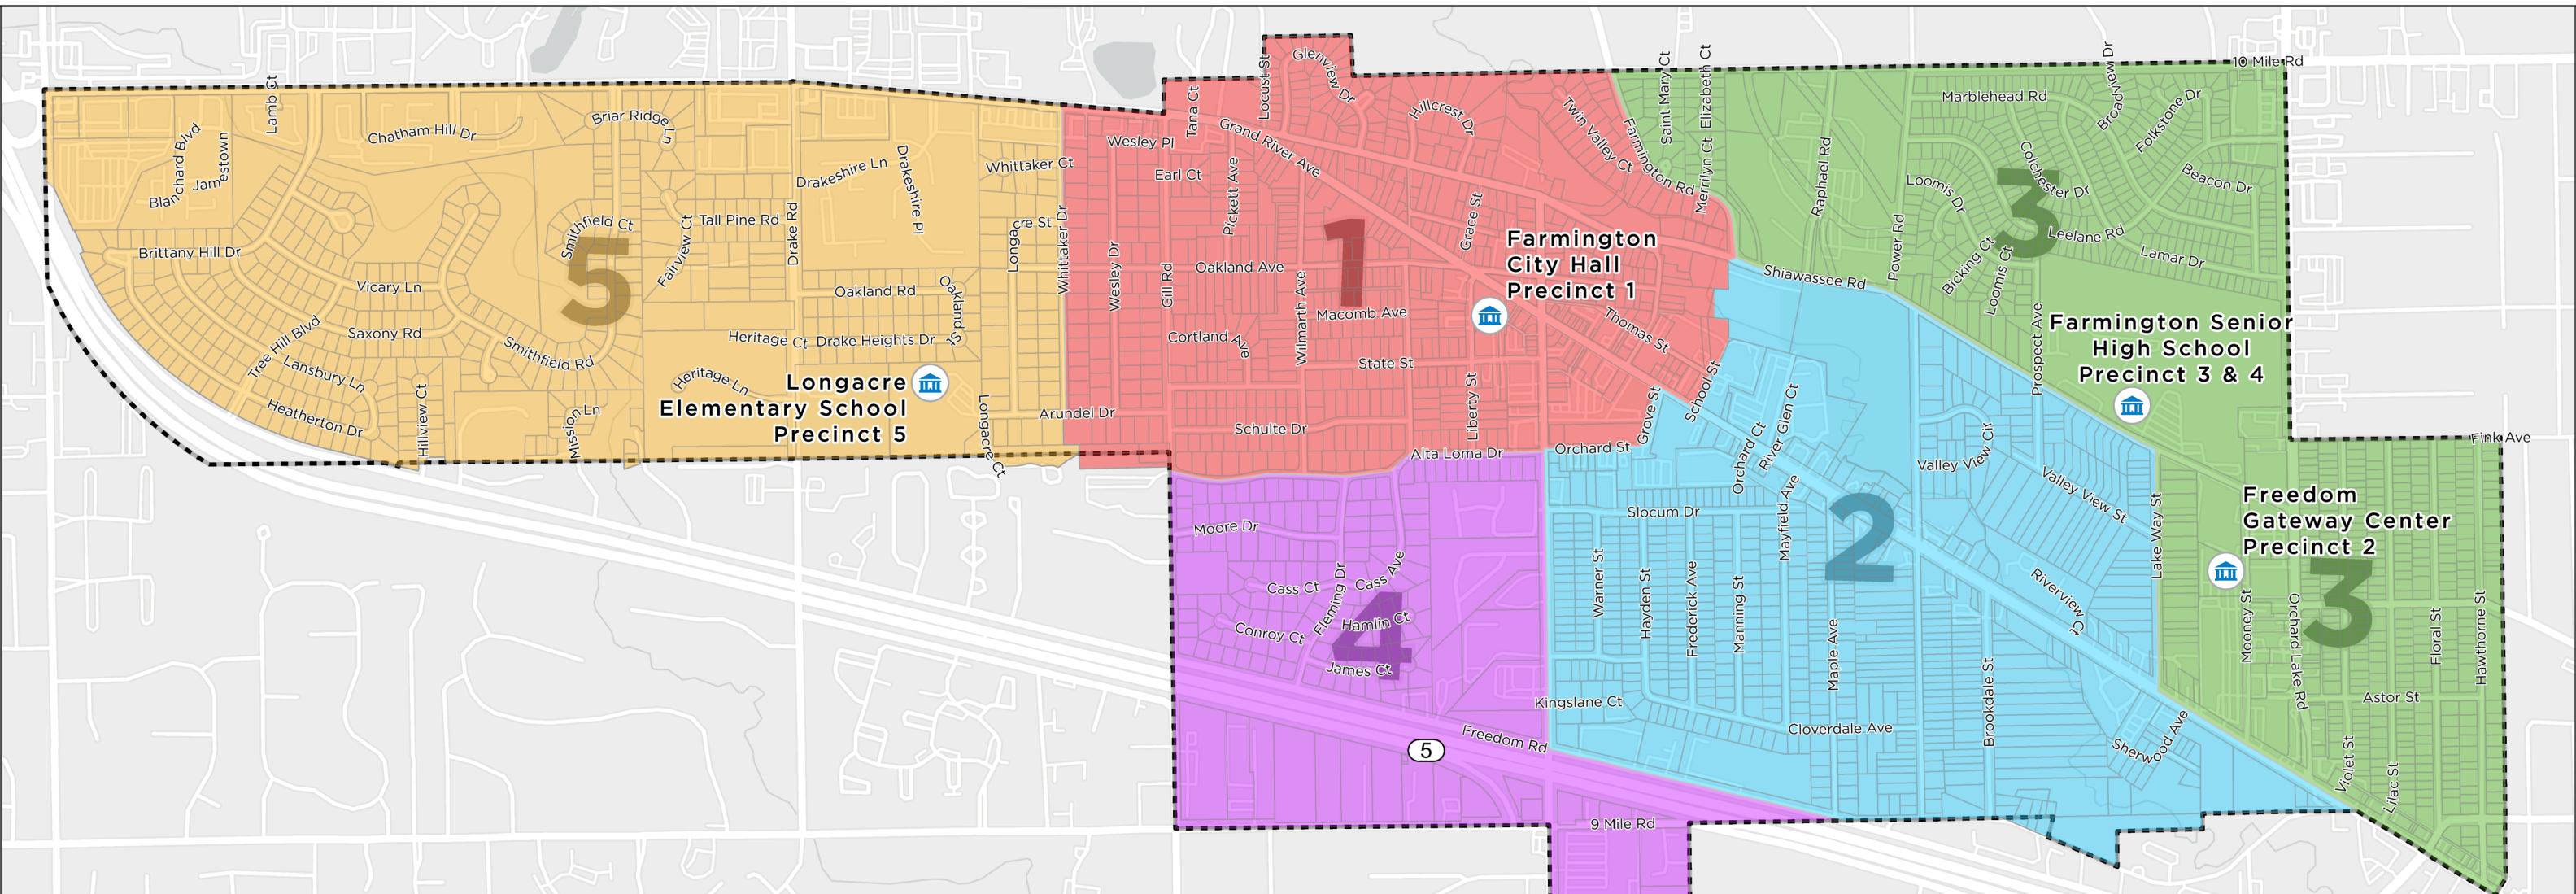 Lamb Ct
Chatham Hill Dr
Briar Ridge Ln
Blanchard Blvd
Jamestown
Brittany Hill Dr
Vicary Ln
Saxony Rd
Tree Hill Blvd
Lansbury Ln
Heatherton Dr
Hillview Ct
Smithfield Ct
Smithfield Rd
5
Fairview Ct
Tall Pine Rd
Drake Rd
Drakeshire Ln
Drakeshire Pl
Oakland Rd
Oakland St
Heritage Ct
Drake Heights Dr
Heritage Ln
Mission Ln
Longacre
Elementary School
Precinct 5
Whittaker Ct
Longacre St
Whittaker Dr
Longacre Ct
Arundel Dr
Wesley Pl
Wesley Dr
Earl Ct
Tana Ct
Gill Rd
Locust St
Glenview Dr
Grand River Ave
Hillcrest Dr
Pickett Ave
Oakland Ave
Cortland Ave
Wilmarth Ave
Macomb Ave
State St
Schulte Dr
1
Grace St
Liberty St
Farmington
City Hall
Precinct 1
Twin Valley Ct
Farmington Rd
Thomas St
School St
Grove St
Alta Loma Dr
Orchard St
Saint Mary Ct
Elizabeth Ct
Merrilyn Ct
Raphael Rd
Shiawassee Rd
Power Rd
Marblehead Rd
Broadview Dr
Folkstone Dr
10 Mile Rd
Colchester Dr
Beacon Dr
Loomis Dr
3
Leelane Rd
Lamar Dr
Bicking Ct
Loomis Ct
Prospect Ave
Farmington Senior
High School
Precinct 3 & 4
Fink Ave
Moore Dr
Cass Ct
Cass Ave
Fleming Dr
Hamlin Ct
Conroy Ct
James Ct
4
5
Freedom Rd
9 Mile Rd
Orchard Ct
River Glen Ct
Mayfield Ave
Slocum Dr
Warner St
Hayden St
Frederick Ave
Manning St
Maple Ave
Kingslane Ct
Cloverdale Ave
Brookdale St
2
Valley View Cir
Valley View St
Riverview Ct
Sherwood Ave
Lake Way St
Freedom
Gateway Center
Precinct 2
3
Mooney St
Orchard Lake Rd
Floral St
Hawthorne St
Astor St
Violet St
Lilac St